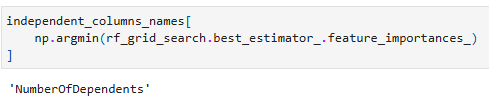 independent_columns_names[
    np.argmin(rf_grid_search.best_estimator_.feature_importances_)
]
'NumberOfDependents'